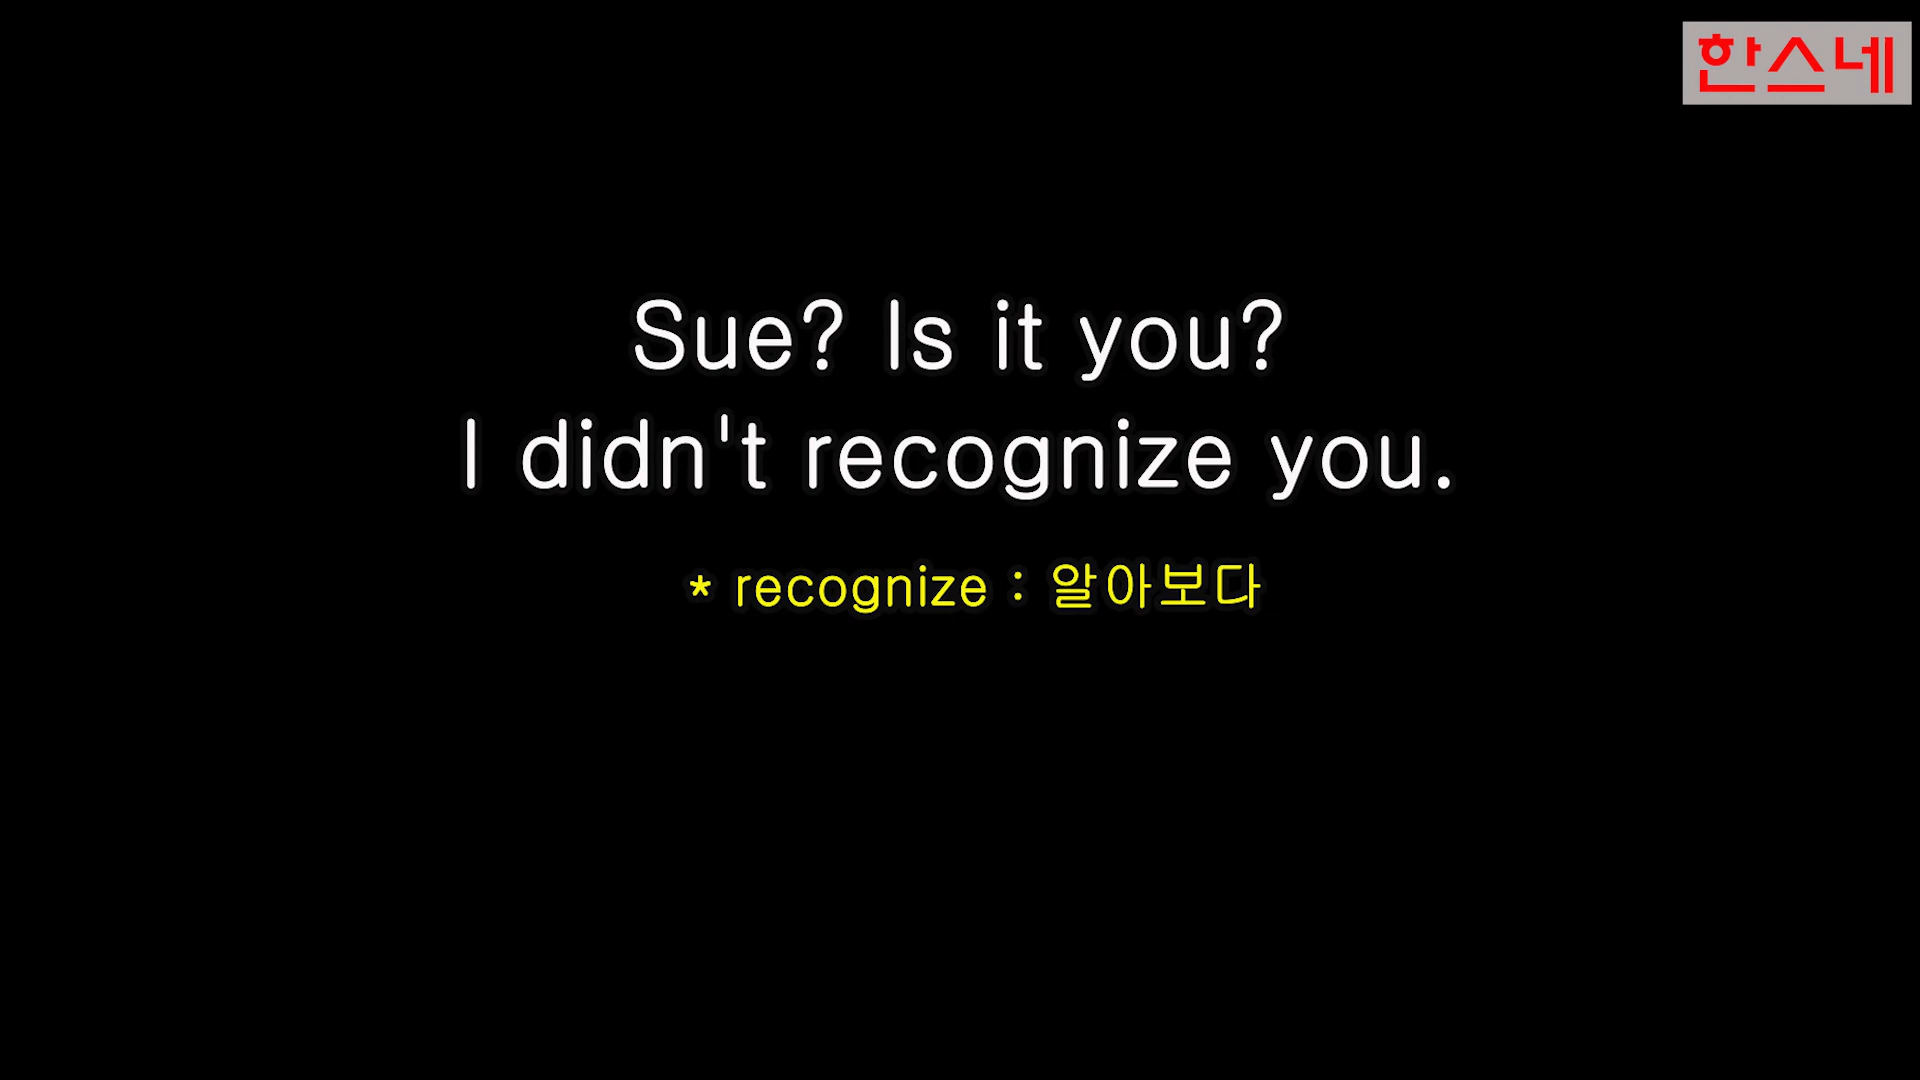 한스네
Sue? Is it you?
I didn't recognize you.
* recognize : 알아보다